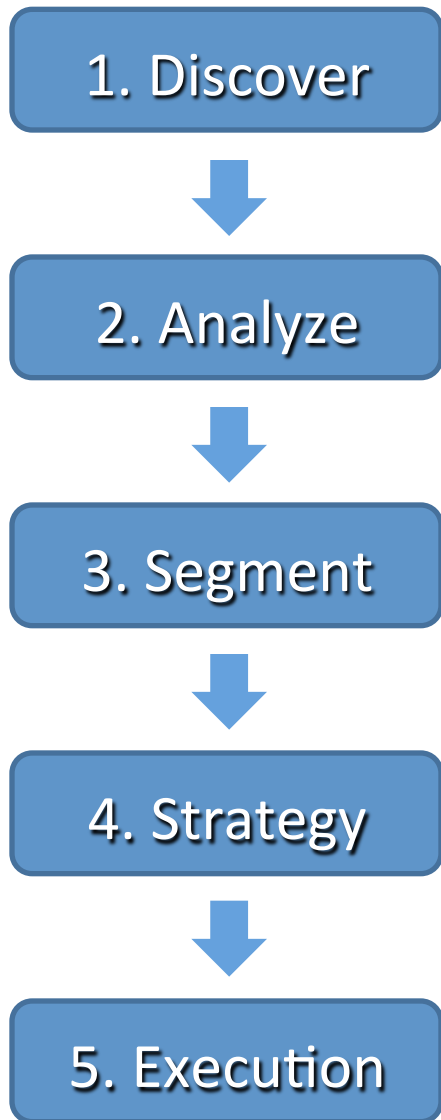 1. Discover
2. Analyze
3. Segment
4. Strategy
5. Execution